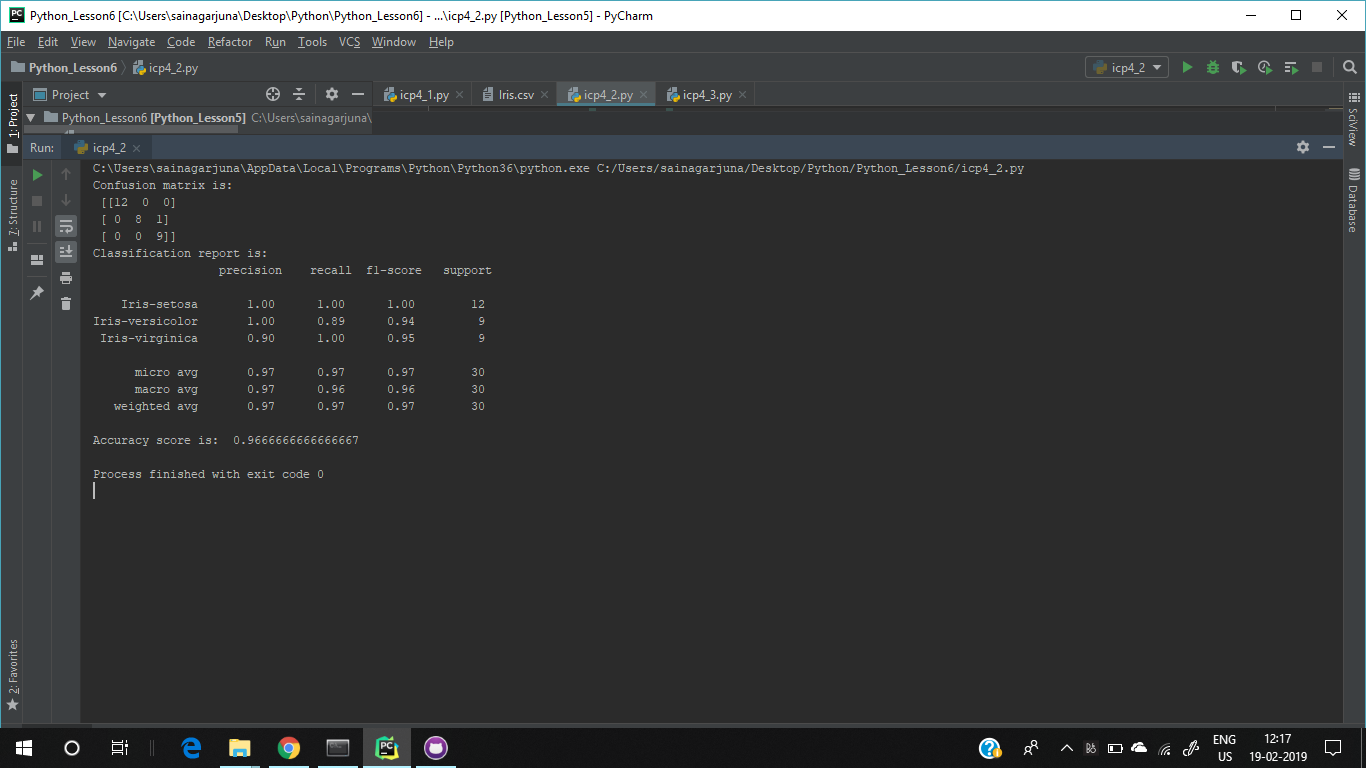 Python_Lesson6 [C:\Users\sainagarjuna\Desktop\Python\Python_Lesson6] - ...\icp4_2.py [Python_Lesson5] - PyCharm
File Edit View Navigate Code Refactor Run Tools VCS Window Help
Python_Lesson6 icp4_2.py icp4_2
Project icp4_1.py Iris.csv icp4_2.py icp4_3.py
Python_Lesson6 [Python_Lesson5] C:\Users\sainagarjuna\
Run: icp4_2
1: Project
7: Structure
2: Favorites
SciView
Database
C:\Users\sainagarjuna\AppData\Local\Programs\Python\Python36\python.exe C:/Users/sainagarjuna/Desktop/Python/Python_Lesson6/icp4_2.py
Confusion matrix is:
[[12 0 0]
[ 0 8 1]
[ 0 0 9]]
Classification report is:
precision recall f1-score support
Iris-setosa 1.00 1.00 1.00 12
Iris-versicolor 1.00 0.89 0.94 9
Iris-virginica 0.90 1.00 0.95 9
micro avg 0.97 0.97 0.97 30
macro avg 0.97 0.96 0.96 30
weighted avg 0.97 0.97 0.97 30
Accuracy score is: 0.9666666666666667
Process finished with exit code 0
ENG
US
12:17
19-02-2019